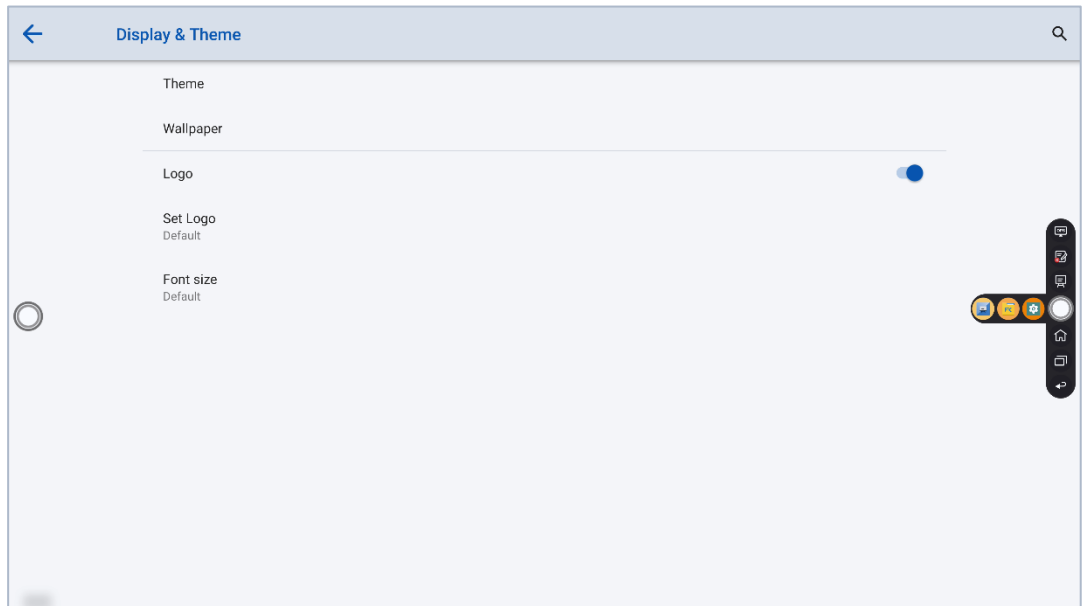 Display & Theme
Theme
Wallpaper
Logo
Set Logo
Default
Font size
Default